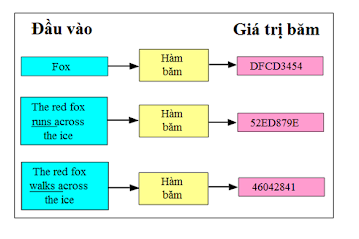 Đầu vào
Giá trị băm
Fox
Hàm
băm
DFCD3454
The red fox
runs across
the ice
Hàm
băm
52ED879E
The red fox
walks across
the ice
Hàm
băm
46042841